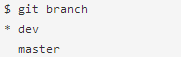 $ git branch
* dev
  master